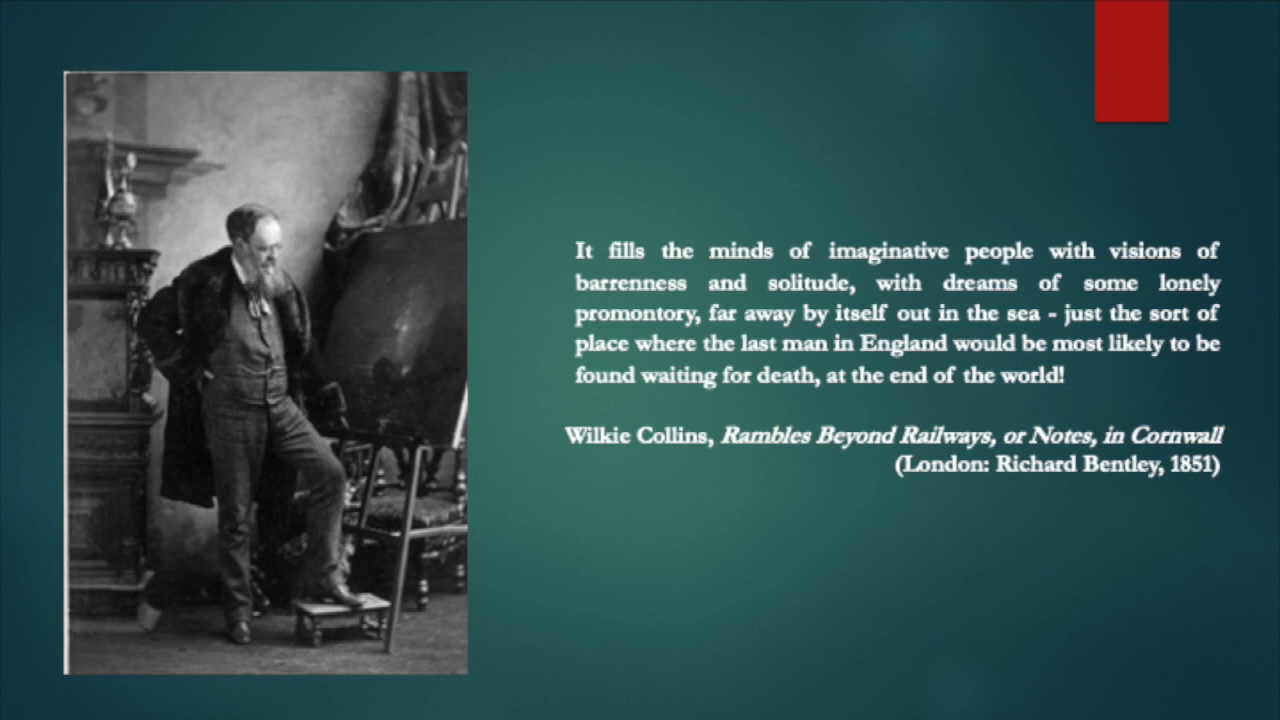 It fills the minds of imaginative people with visions of
barrenness and solitude, with dreams of some lonely
promontory, far away by itself out in the sea - just the sort of
place where the last man in England would be most likely to be
found waiting for death, at the end of the world!
Wilkie Collins, Rambles Beyond Railways, or Notes, in Cornwall
(London: Richard Bentley, 1851)